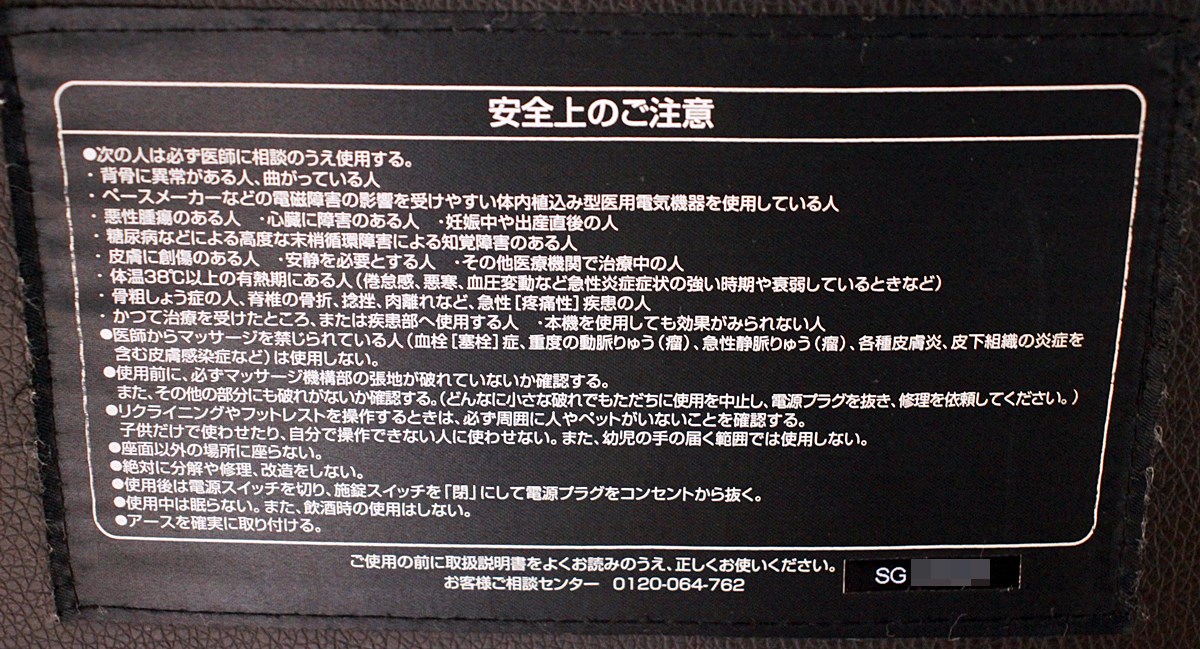 安全上のご注意
●次の人は必ず医師に相談のうえ使用する。
・背骨に異常がある人、曲がっている人
・ペースメーカーなどの電磁障害の影響を受けやすい体内植込み型医用電気機器を使用している人
・悪性腫瘍のある人 ・心臓に障害のある人 ・妊娠中や出産直後の人
・糖尿病などによる高度な末梢循環障害による知覚障害のある人
・皮膚に創傷のある人 ・安静を必要とする人 ・その他医療機関で治療中の人
・体温38℃以上の有熱期にある人（倦怠感、悪寒、血圧変動など急性炎症症状の強い時期や衰弱しているときなど）
・骨粗しょう症の人、脊椎の骨折、捻挫、肉離れなど、急性［疼痛性］疾患の人
・かつて治療を受けたところ、または疾患部へ使用する人 ・本機を使用しても効果がみられない人
●医師からマッサージを禁じられている人（血栓［塞栓］症、重度の動脈りゅう（瘤）、急性静脈りゅう（瘤）、各種皮膚炎、皮下組織の炎症を
含む皮膚感染症など）は使用しない。
●使用前に、必ずマッサージ機構部の張地が破れていないか確認する。
また、その他の部分にも破れがないか確認する。（どんなに小さな破れでもただちに使用を中止し、電源プラグを抜き、修理を依頼してください。）
●リクライニングやフットレストを操作するときは、必ず周囲に人やペットがいないことを確認する。
子供だけで使わせたり、自分で操作できない人に使わせない。また、幼児の手の届く範囲では使用しない。
●座面以外の場所に座らない。
●絶対に分解や修理、改造をしない。
●使用後は電源スイッチを切り、施錠スイッチを「閉」にして電源プラグをコンセントから抜く。
●使用中は眠らない。また、飲酒時の使用はしない。
●アースを確実に取り付ける。
ご使用の前に取扱説明書をよくお読みのうえ、正しくお使いください。
お客様ご相談センター 0120-064-762
SG